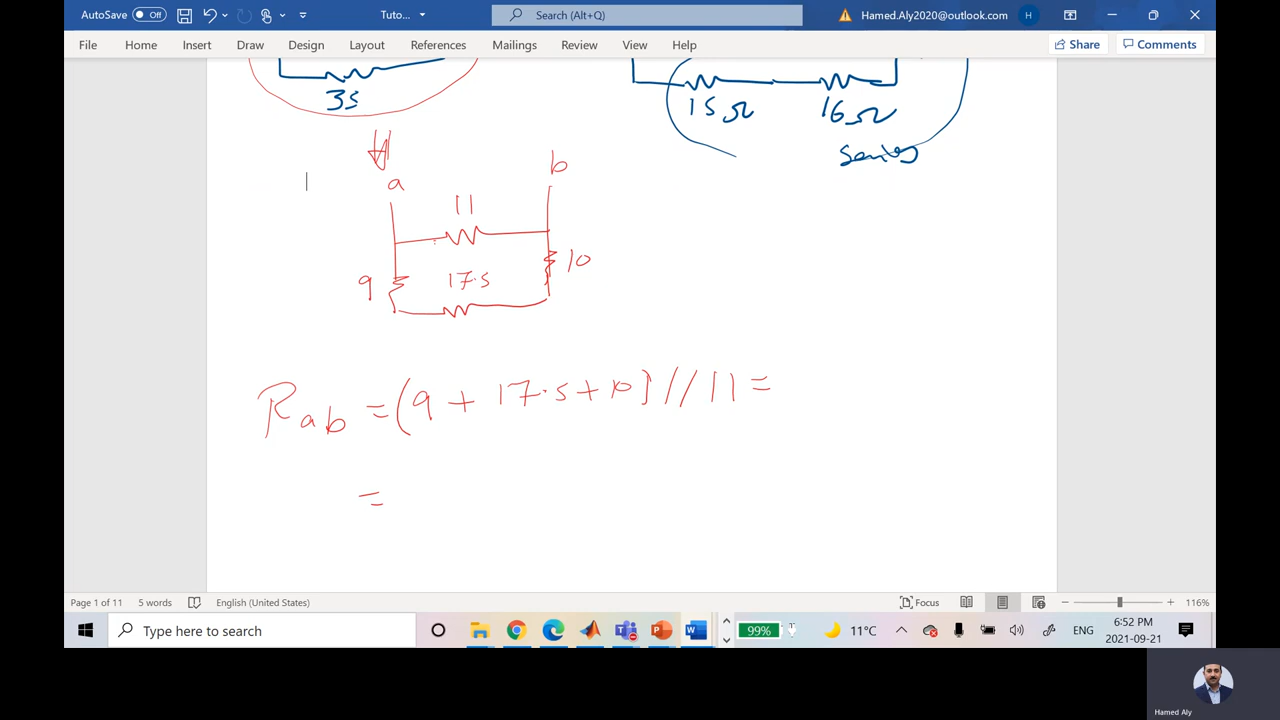 AutoSave Off
Tuto...
Search (Alt+Q)
Hamed.Aly2020@outlook.com
H
File Home Insert Draw Design Layout References Mailings Review View Help
Share Comments
35
15Ω 16Ω
series
a b
11
9 17.5 10
Rab = (9 + 17.5 + 10) // 11 =
=
Page 1 of 11 5 words English (United States) Focus 116%
Type here to search
99% 11°C ENG 6:52 PM
2021-09-21
Hamed Aly